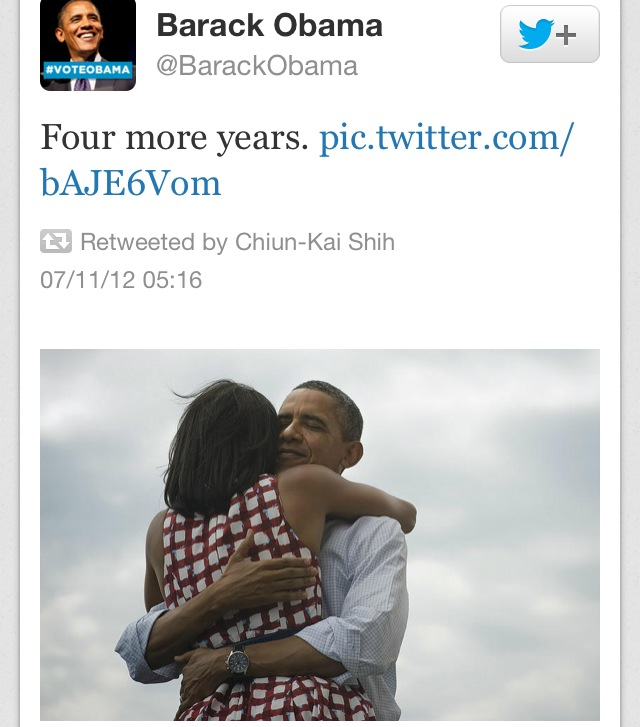 Barack Obama
@BarackObama
#VOTEOBAMA
Four more years. pic.twitter.com/
bAJE6Vom
Retweeted by Chiun-Kai Shih
07/11/12 05:16